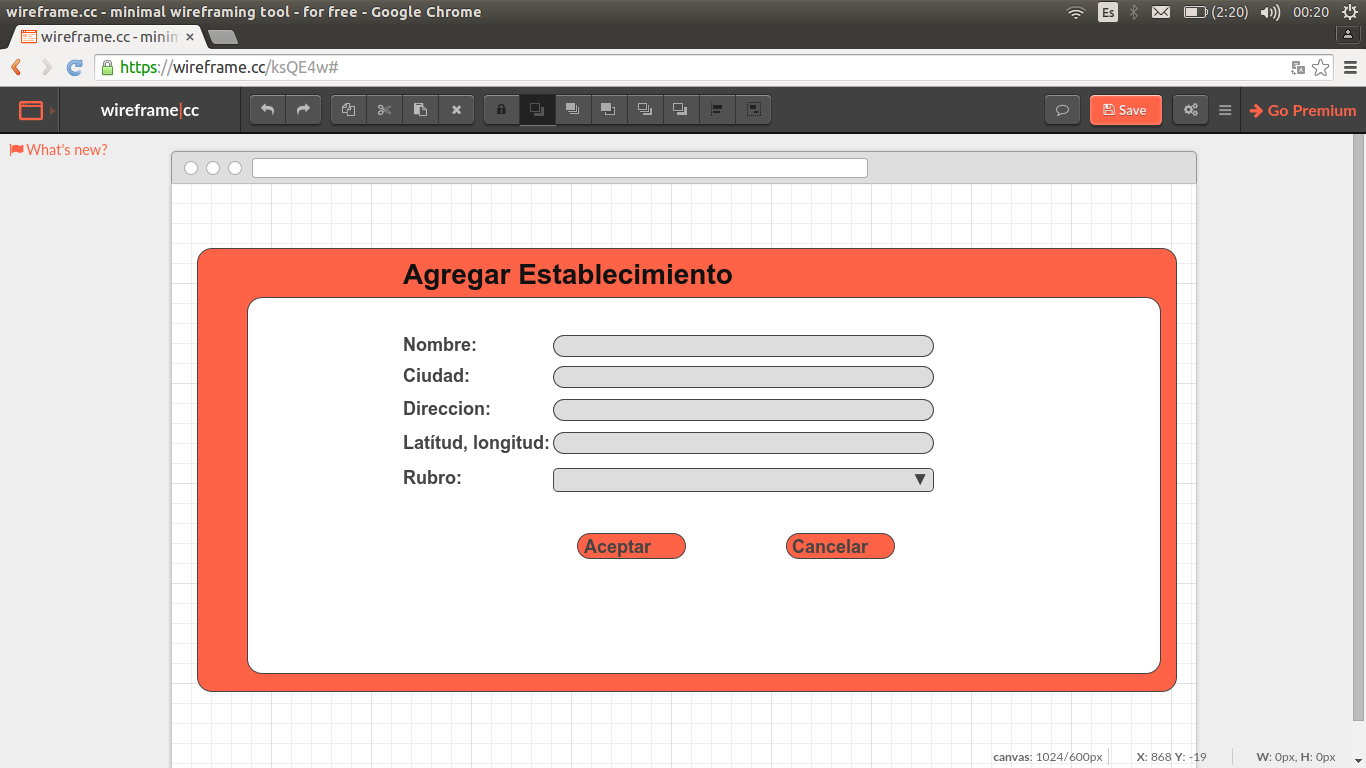 wireframe.cc - minimal wireframing tool - for free - Google Chrome
Es (2:20) 00:20
wireframe.cc - minin
https://wireframe.cc/ksQE4w#
wireframe|cc Save Go Premium
What's new?
Agregar Establecimiento
Nombre:
Ciudad:
Direccion:
Latítud, longitud:
Rubro:
Aceptar Cancelar
canvas: 1024/600px X: 868 Y: -19 W: 0px, H: 0px